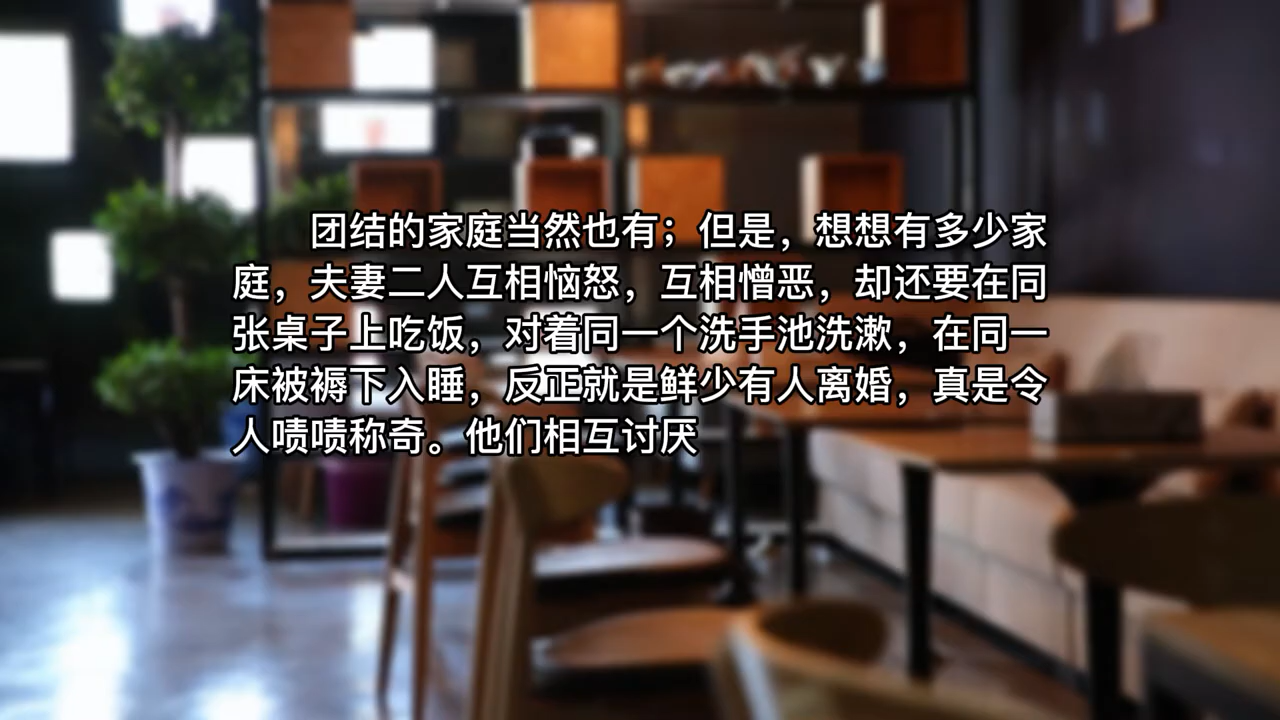 团结的家庭当然也有；但是，想想有多少家
庭，夫妻二人互相恼怒，互相憎恶，却还要在同
张桌子上吃饭，对着同一个洗手池洗漱，在同一
床被褥下入睡，反正就是鲜少有人离婚，真是令
人啧啧称奇。他们相互讨厌